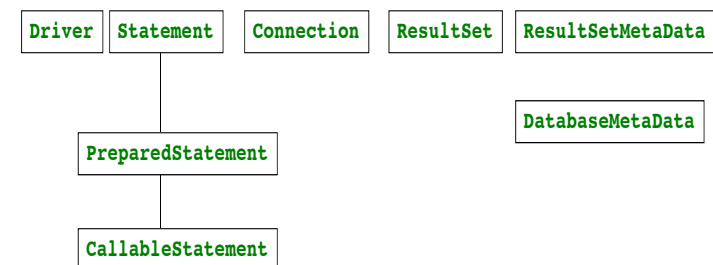 Driver Statement Connection ResultSet ResultSetMetaData
DatabaseMetaData
PreparedStatement
CallableStatement